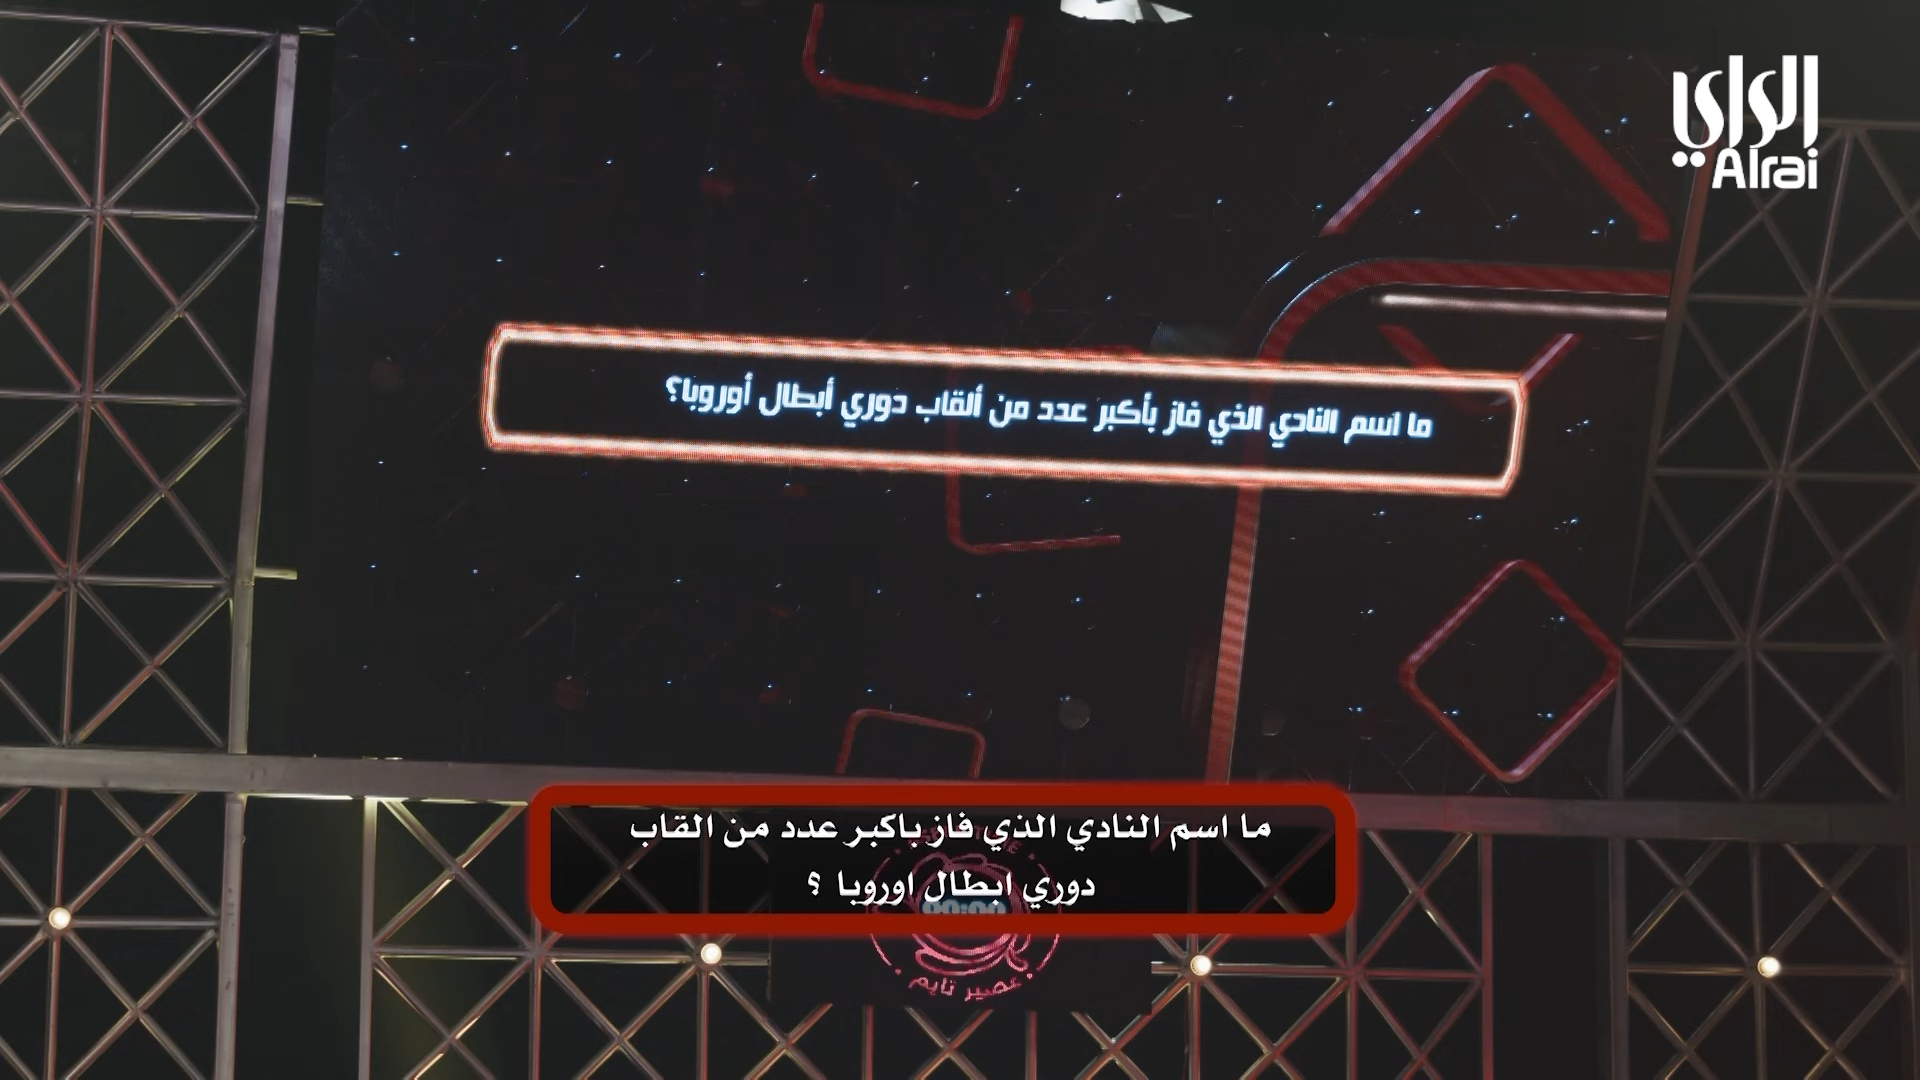 الراي
Alrai
ما اسم النادي الذي فاز بأكبر عدد من ألقاب دوري أبطال أوروبا؟
ما اسم النادي الذي فاز باكبر عدد من القاب
دوري ابطال اوروبا ؟
عصير تايم